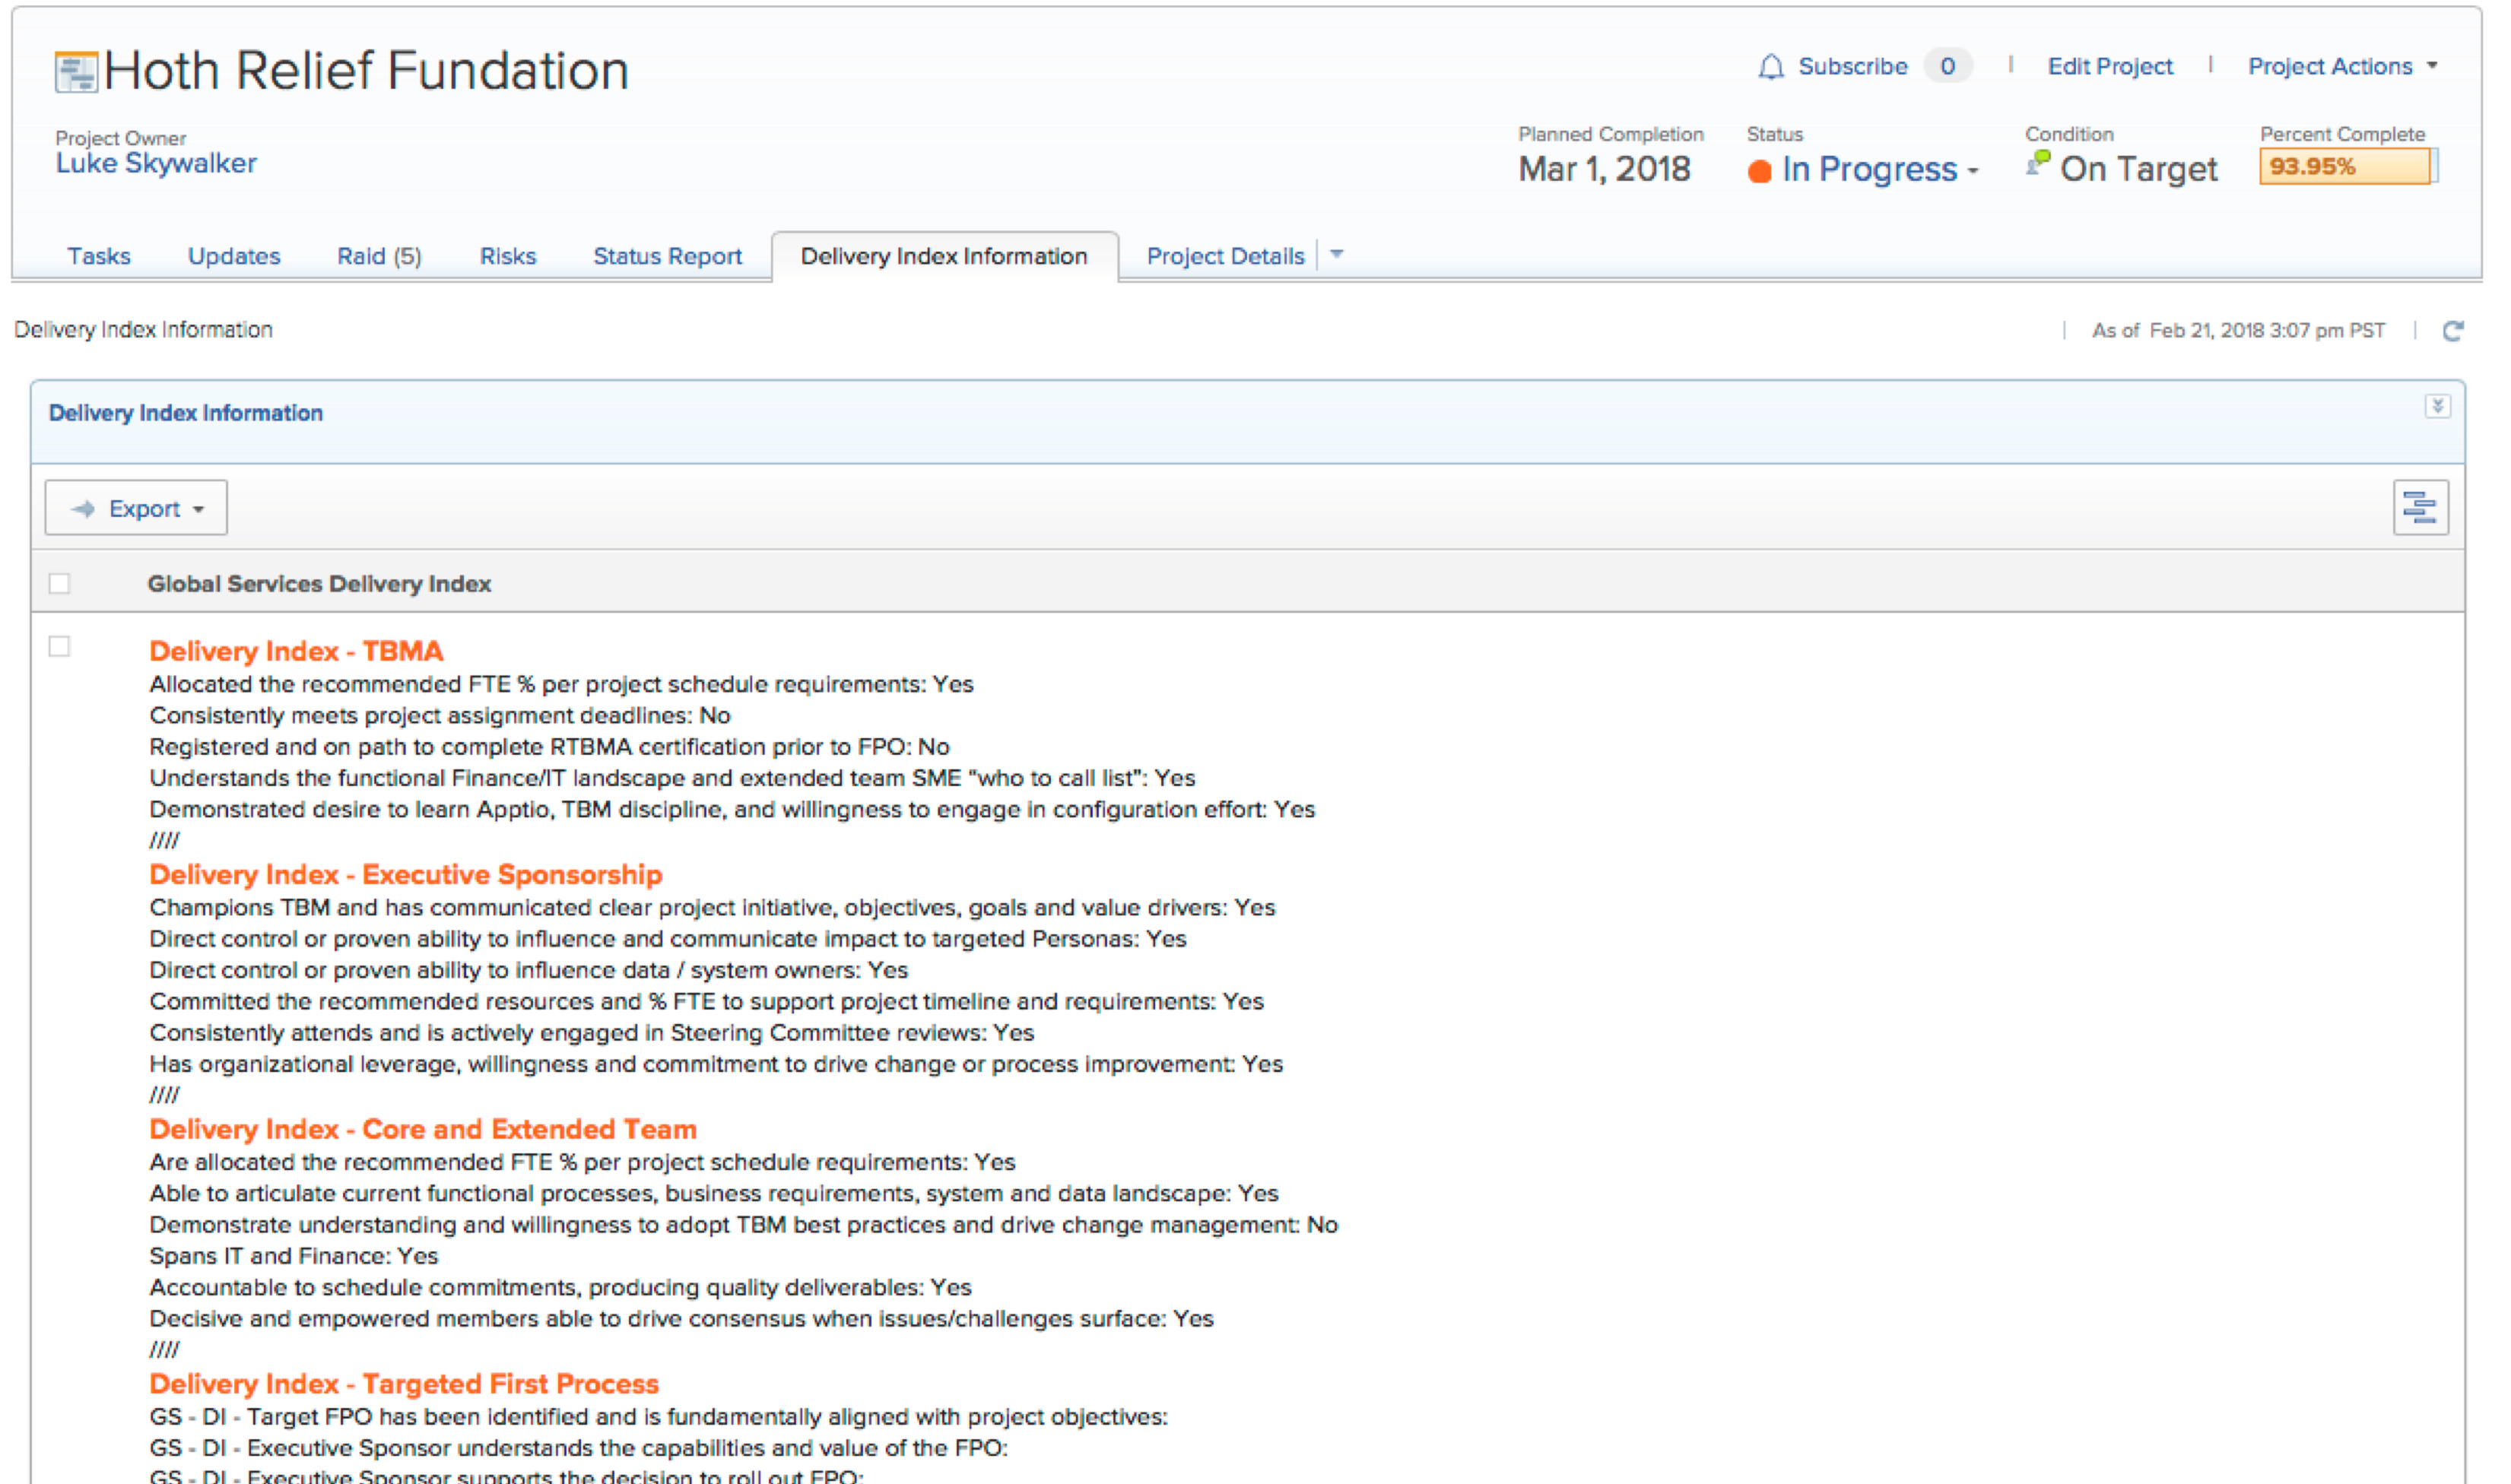 Hoth Relief Fundation
Subscribe 0 | Edit Project | Project Actions
Project Owner
Luke Skywalker
Planned Completion
Mar 1, 2018
Status
In Progress
Condition
On Target
Percent Complete
93.95%
Tasks Updates Raid (5) Risks Status Report Delivery Index Information Project Details
Delivery Index Information
As of Feb 21, 2018 3:07 pm PST
Delivery Index Information
Export
Global Services Delivery Index
Delivery Index - TBMA
Allocated the recommended FTE % per project schedule requirements: Yes
Consistently meets project assignment deadlines: No
Registered and on path to complete RTBMA certification prior to FPO: No
Understands the functional Finance/IT landscape and extended team SME "who to call list": Yes
Demonstrated desire to learn Apptio, TBM discipline, and willingness to engage in configuration effort: Yes
////
Delivery Index - Executive Sponsorship
Champions TBM and has communicated clear project initiative, objectives, goals and value drivers: Yes
Direct control or proven ability to influence and communicate impact to targeted Personas: Yes
Direct control or proven ability to influence data / system owners: Yes
Committed the recommended resources and % FTE to support project timeline and requirements: Yes
Consistently attends and is actively engaged in Steering Committee reviews: Yes
Has organizational leverage, willingness and commitment to drive change or process improvement: Yes
////
Delivery Index - Core and Extended Team
Are allocated the recommended FTE % per project schedule requirements: Yes
Able to articulate current functional processes, business requirements, system and data landscape: Yes
Demonstrate understanding and willingness to adopt TBM best practices and drive change management: No
Spans IT and Finance: Yes
Accountable to schedule commitments, producing quality deliverables: Yes
Decisive and empowered members able to drive consensus when issues/challenges surface: Yes
////
Delivery Index - Targeted First Process
GS - DI - Target FPO has been identified and is fundamentally aligned with project objectives:
GS - DI - Executive Sponsor understands the capabilities and value of the FPO:
GS - DI - Executive Sponsor supports the decision to roll out FPO: